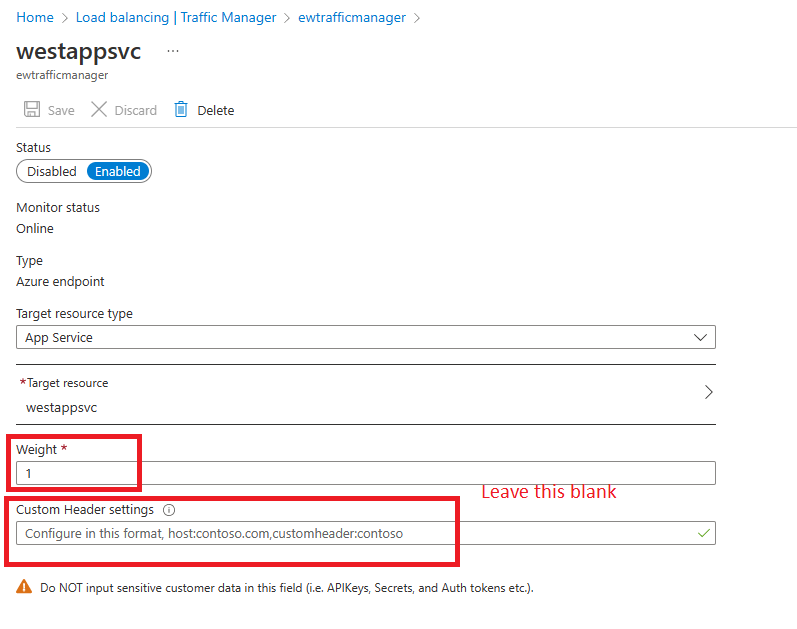 Home > Load balancing | Traffic Manager > ewtrafficmanager >
westappsvc ...
ewtrafficmanager
Save Discard Delete
Status
Disabled Enabled
Monitor status
Online
Type
Azure endpoint
Target resource type
App Service
*Target resource
westappsvc
Weight *
1
Leave this blank
Custom Header settings
Configure in this format, host:contoso.com,customheader:contoso
Do NOT input sensitive customer data in this field (i.e. APIKeys, Secrets, and Auth tokens etc.).